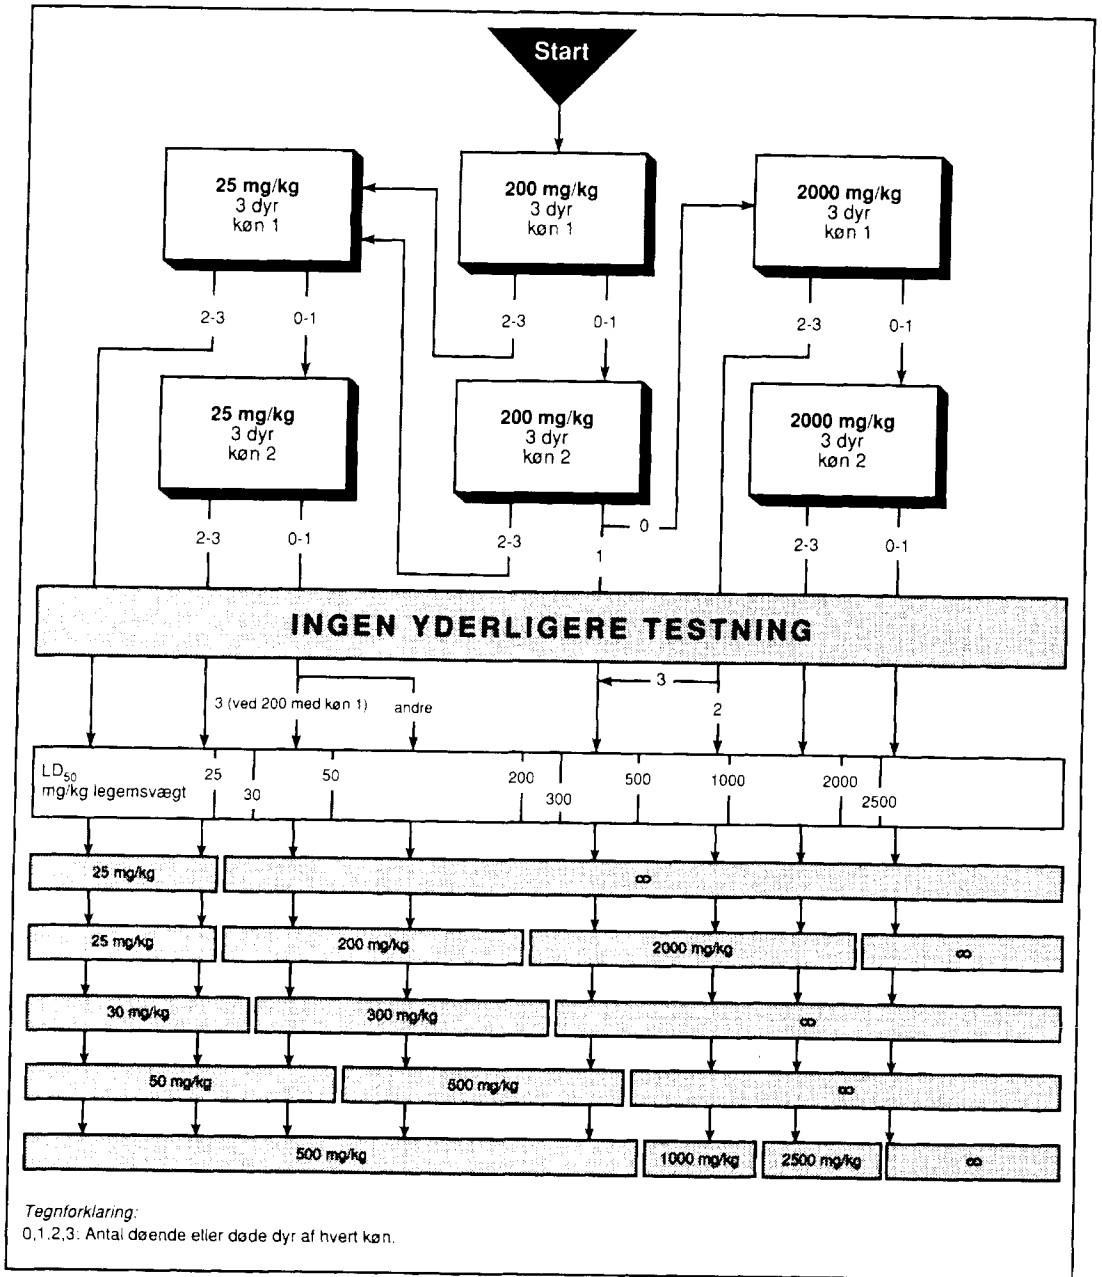 Start
25 mg/kg
3 dyr
køn 1
200 mg/kg
3 dyr
køn 1
2000 mg/kg
3 dyr
køn 1
2-3
0-1
2-3
0-1
2-3
0-1
25 mg/kg
3 dyr
køn 2
200 mg/kg
3 dyr
køn 2
2000 mg/kg
3 dyr
køn 2
2-3
0-1
2-3
0
1
2-3
0-1
INGEN YDERLIGERE TESTNING
3 (ved 200 med køn 1)
andre
3
2
LD50
mg/kg legemsvægt
25
30
50
200
300
500
1000
2000
2500
25 mg/kg
∞
25 mg/kg
200 mg/kg
2000 mg/kg
∞
30 mg/kg
300 mg/kg
∞
50 mg/kg
500 mg/kg
∞
500 mg/kg
1000 mg/kg
2500 mg/kg
∞
Tegnforklaring:
0,1.2,3: Antal døende eller døde dyr af hvert køn.